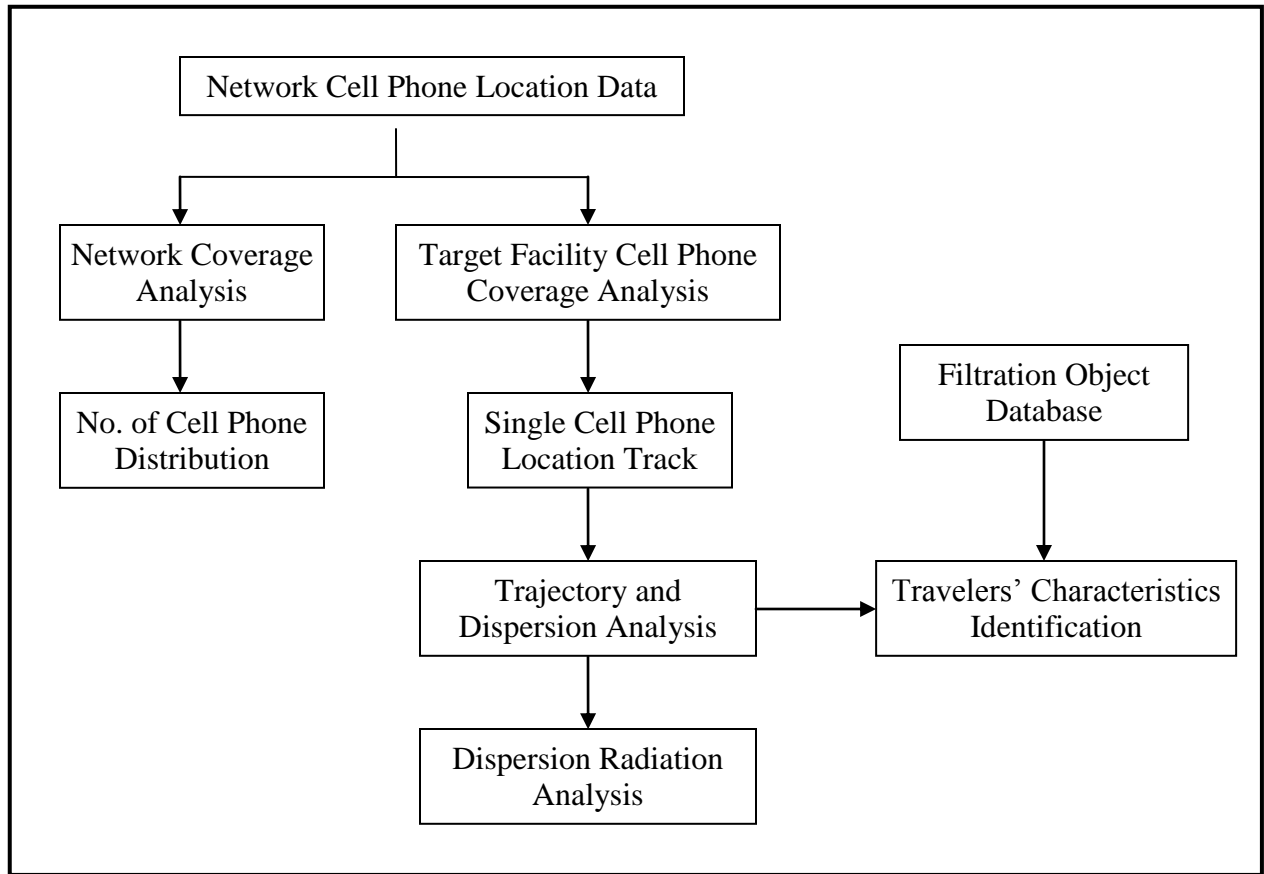 Network Cell Phone Location Data
Network Coverage
Analysis
Target Facility Cell Phone
Coverage Analysis
No. of Cell Phone
Distribution
Single Cell Phone
Location Track
Filtration Object
Database
Trajectory and
Dispersion Analysis
Travelers’ Characteristics
Identification
Dispersion Radiation
Analysis